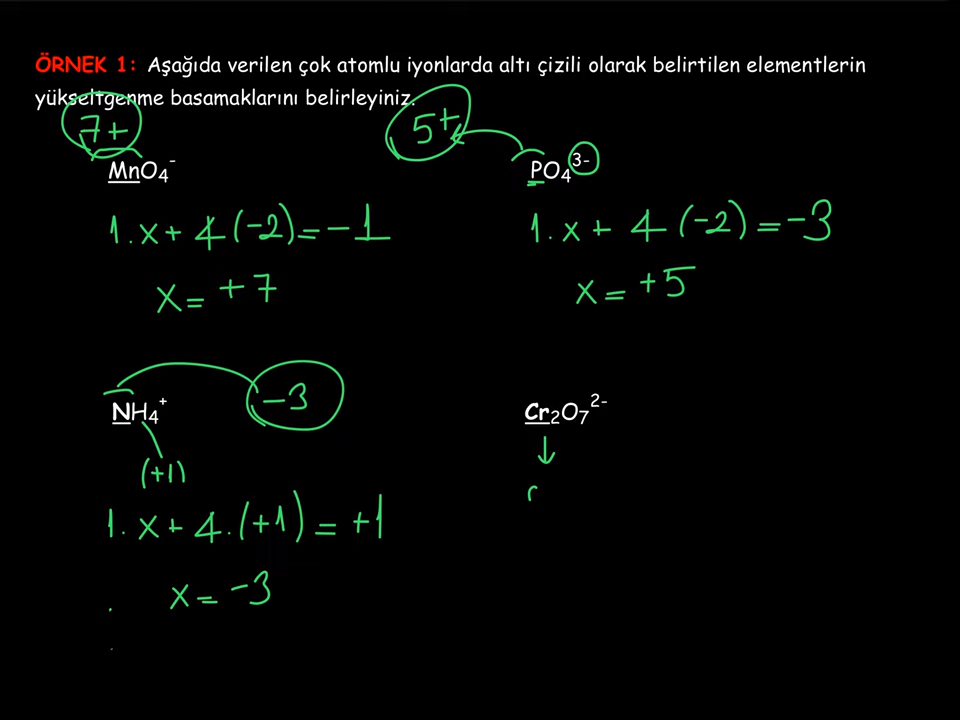 ÖRNEK 1: Aşağıda verilen çok atomlu iyonlarda altı çizili olarak belirtilen elementlerin
yükseltgenme basamaklarını belirleyiniz.
7+
MnO₄⁻
1.x + 4(-2) = -1
x = +7
5+
PO₄³⁻
1.x + 4(-2) = -3
x = +5
-3
NH₄⁺
(+1)
1.x + 4.(+1) = +1
x = -3
Cr₂O₇²⁻